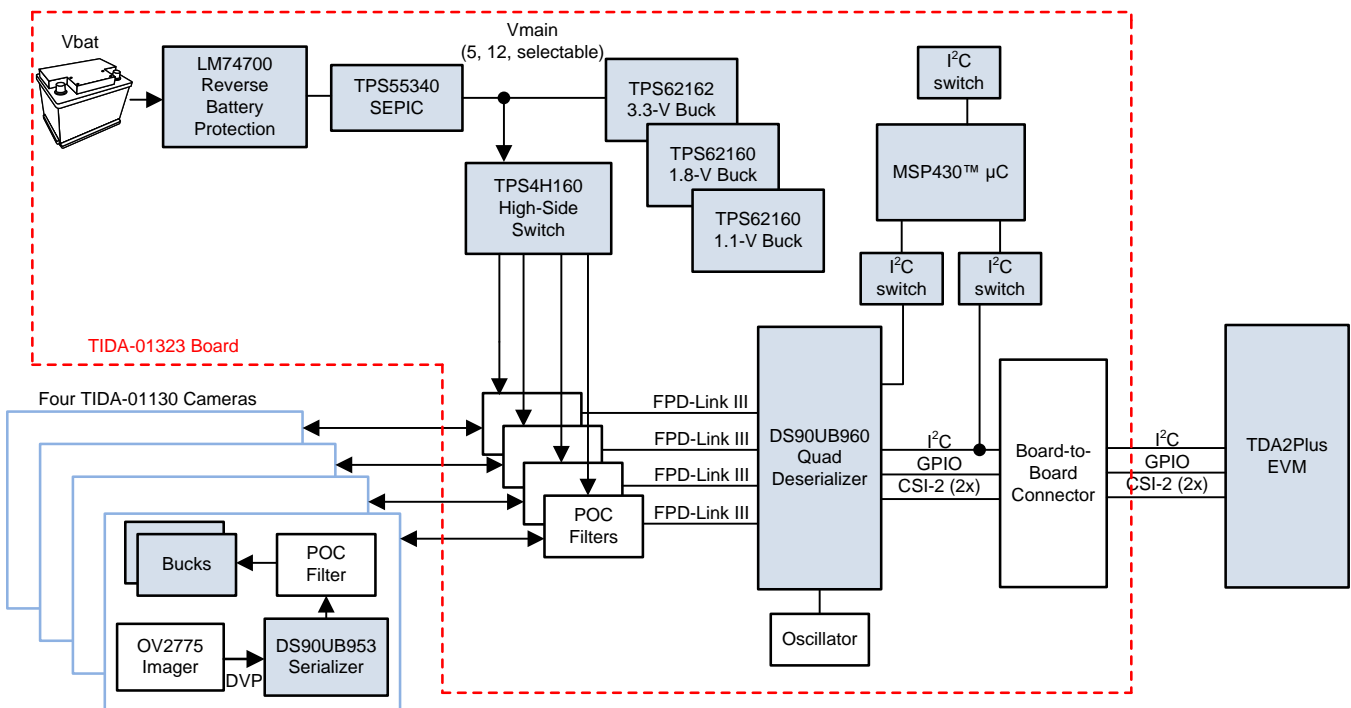 Vbat
LM74700
Reverse
Battery
Protection
TPS55340
SEPIC
Vmain
(5, 12, selectable)
TPS62162
3.3-V Buck
TPS62160
1.8-V Buck
TPS62160
1.1-V Buck
TPS4H160
High-Side
Switch
I²C
switch
MSP430™ µC
I²C
switch
I²C
switch
TIDA-01323 Board
Four TIDA-01130 Cameras
FPD-Link III
FPD-Link III
FPD-Link III
FPD-Link III
POC
Filters
DS90UB960
Quad
Deserializer
I²C
GPIO
CSI-2 (2x)
Board-to-
Board
Connector
I²C
GPIO
CSI-2 (2x)
TDA2Plus
EVM
Oscillator
Bucks
POC
Filter
OV2775
Imager
DVP
DS90UB953
Serializer